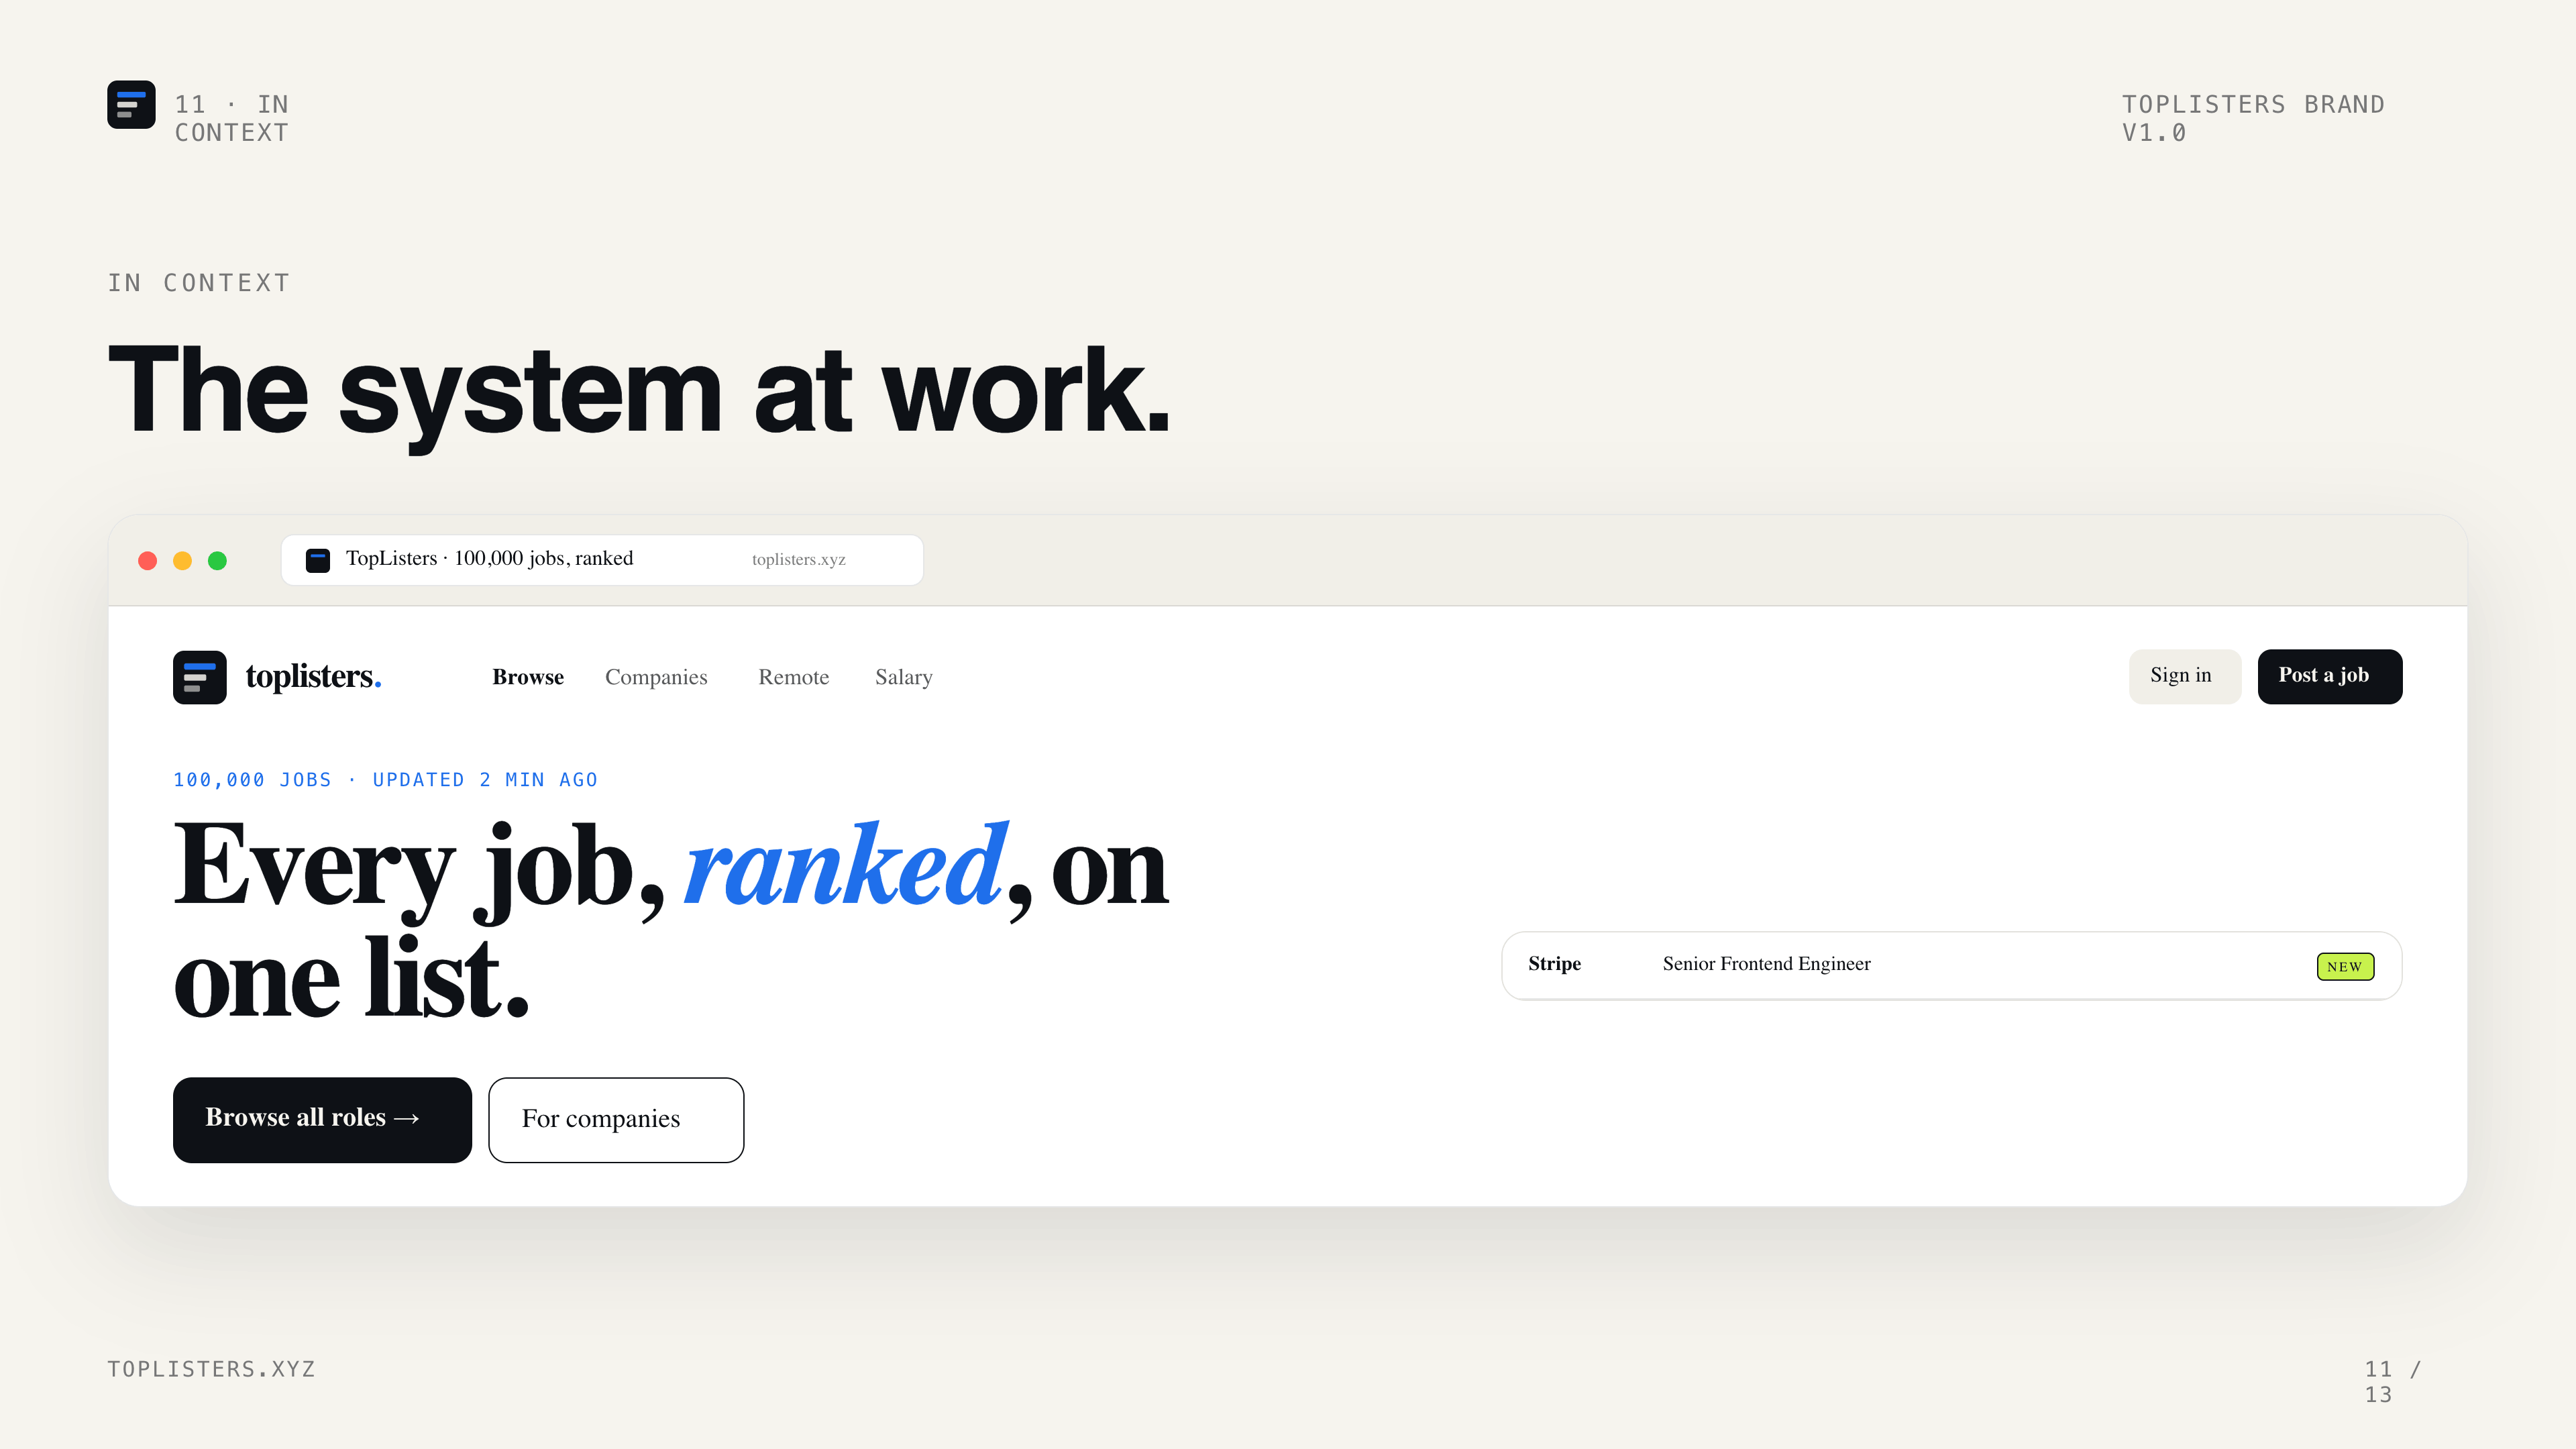 11 · IN
CONTEXT
TOPLISTERS BRAND
V1.0
IN CONTEXT
The system at work.
TopListers · 100,000 jobs, ranked
toplisters.xyz
toplisters.
Browse
Companies
Remote
Salary
Sign in
Post a job
100,000 JOBS · UPDATED 2 MIN AGO
Every job, ranked, on
one list.
Stripe
Senior Frontend Engineer
NEW
Browse all roles →
For companies
TOPLISTERS.XYZ
11 /
13